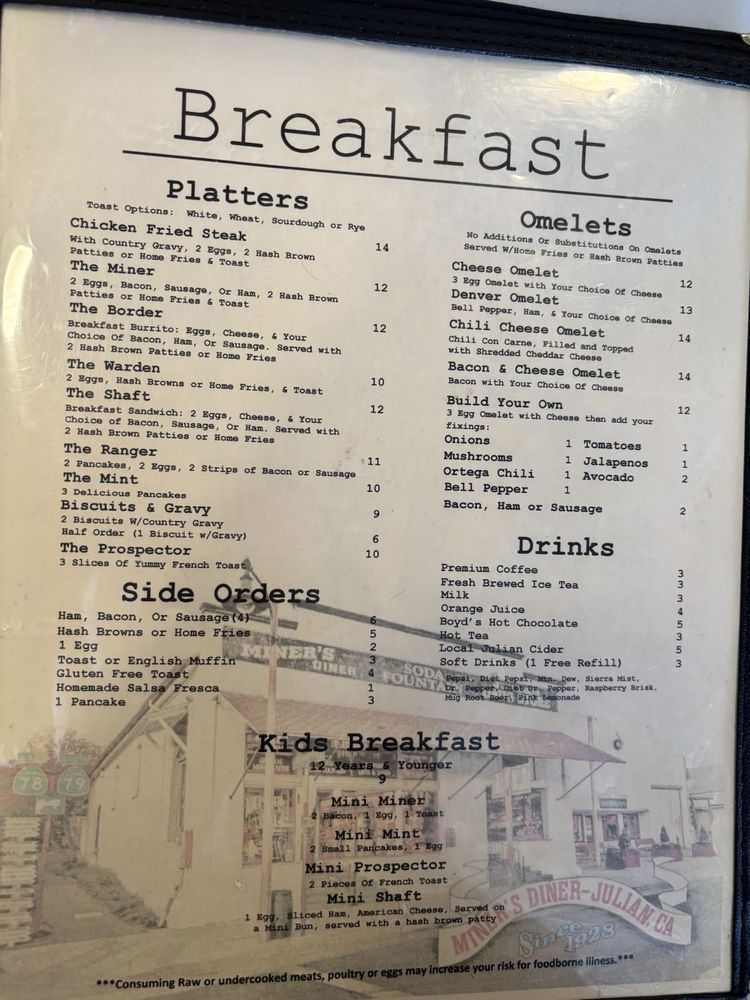 Breakfast
Platters
Toast Options: White, Wheat, Sourdough or Rye
Chicken Fried Steak 14
With Country Gravy, 2 Eggs, 2 Hash Brown
Patties or Home Fries & Toast
The Miner 12
2 Eggs, Bacon, Sausage, Or Ham, 2 Hash Brown
Patties or Home Fries & Toast
The Border 12
Breakfast Burrito: Eggs, Cheese, & Your
Choice Of Bacon, Ham, Or Sausage. Served with
2 Hash Brown Patties or Home Fries
The Warden 10
2 Eggs, Hash Browns or Home Fries, & Toast
The Shaft 12
Breakfast Sandwich: 2 Eggs, Cheese, & Your
Choice of Bacon, Sausage, Or Ham. Served with
2 Hash Brown Patties or Home Fries
The Ranger 11
2 Pancakes, 2 Eggs, 2 Strips of Bacon or Sausage
The Mint 10
3 Delicious Pancakes
Biscuits & Gravy 9
2 Biscuits W/Country Gravy
Half Order (1 Biscuit w/Gravy) 6
The Prospector 10
3 Slices Of Yummy French Toast
Side Orders
Ham, Bacon, Or Sausage(4) 6
Hash Browns or Home Fries 5
1 Egg 2
Toast or English Muffin 3
Gluten Free Toast 4
Homemade Salsa Fresca 1
1 Pancake 3
Omelets
No Additions Or Substitutions On Omelets
Served W/Home Fries or Hash Brown Patties
Cheese Omelet 12
3 Egg Omelet with Your Choice Of Cheese
Denver Omelet 13
Bell Pepper, Ham, & Your Choice Of Cheese
Chili Cheese Omelet 14
Chili Con Carne, Filled and Topped
with Shredded Cheddar Cheese
Bacon & Cheese Omelet 14
Bacon with Your Choice Of Cheese
Build Your Own 12
3 Egg Omelet with Cheese then add your
fixings:
Onions 1 Tomatoes 1
Mushrooms 1 Jalapenos 1
Ortega Chili 1 Avocado 2
Bell Pepper 1
Bacon, Ham or Sausage 2
Drinks
Premium Coffee 3
Fresh Brewed Ice Tea 3
Milk 3
Orange Juice 4
Boyd's Hot Chocolate 5
Hot Tea 3
Local Julian Cider 5
Soft Drinks (1 Free Refill) 3
Pepsi, Diet Pepsi, Mtn. Dew, Sierra Mist,
Dr. Pepper, Diet Dr. Pepper, Raspberry Brisk,
Mug Root Beer, Pink Lemonade
Kids Breakfast
12 Years & Younger
9
Mini Miner
2 Bacon, 1 Egg, 1 Toast
Mini Mint
2 Small Pancakes, 1 Egg
Mini Prospector
2 Pieces Of French Toast
Mini Shaft
1 Egg, Sliced Ham, American Cheese, Served on
a Mini Bun, served with a hash brown patty
MINER'S
DINER
SODA
FOUNTAIN
78 79
MINER'S DINER-JULIAN, CA
Since
1928
***Consuming Raw or undercooked meats, poultry or eggs may increase your risk for foodborne illness.***